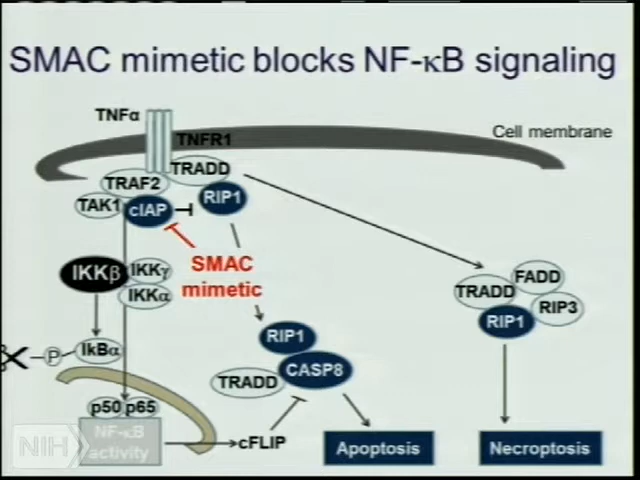 SMAC mimetic blocks NF-κB signaling
TNFα
TNFR1
Cell membrane
TRADD
TRAF2
TAK1
cIAP
RIP1
IKKβ
IKKγ
IKKα
SMAC
mimetic
FADD
TRADD
RIP3
RIP1
P
IkBα
RIP1
CASP8
TRADD
p50
p65
NF-κB
activity
cFLIP
Apoptosis
Necroptosis
NIH